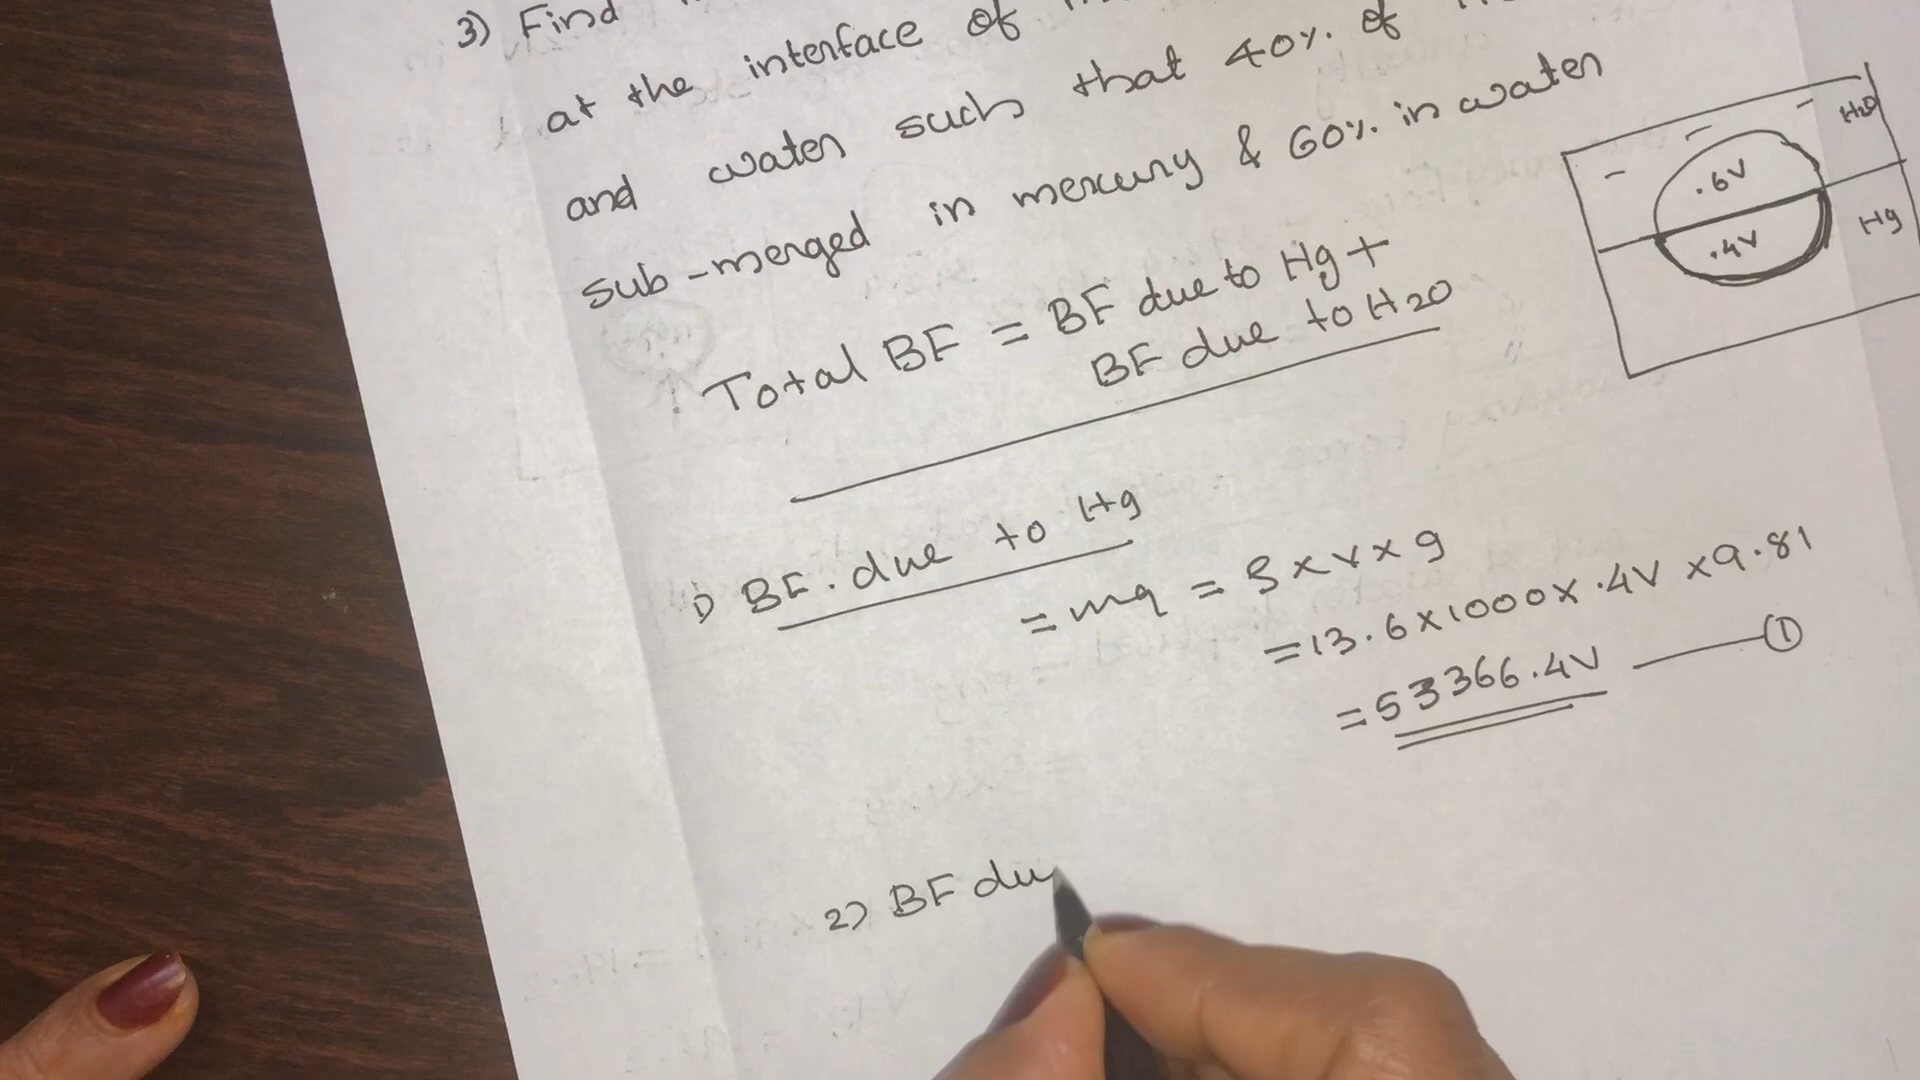 3) Find
at the interface of
and water such that 40%. of
sub-merged in mercury & 60%. in water
Total BF = BF due to Hg +
BF due to H2O
H2O
.6V
.4V
Hg
1) BF. due to Hg
= mg = ρ x v x g
= 13.6 x 1000 x .4V x 9.81
= 53366.4V ①
2) BF du